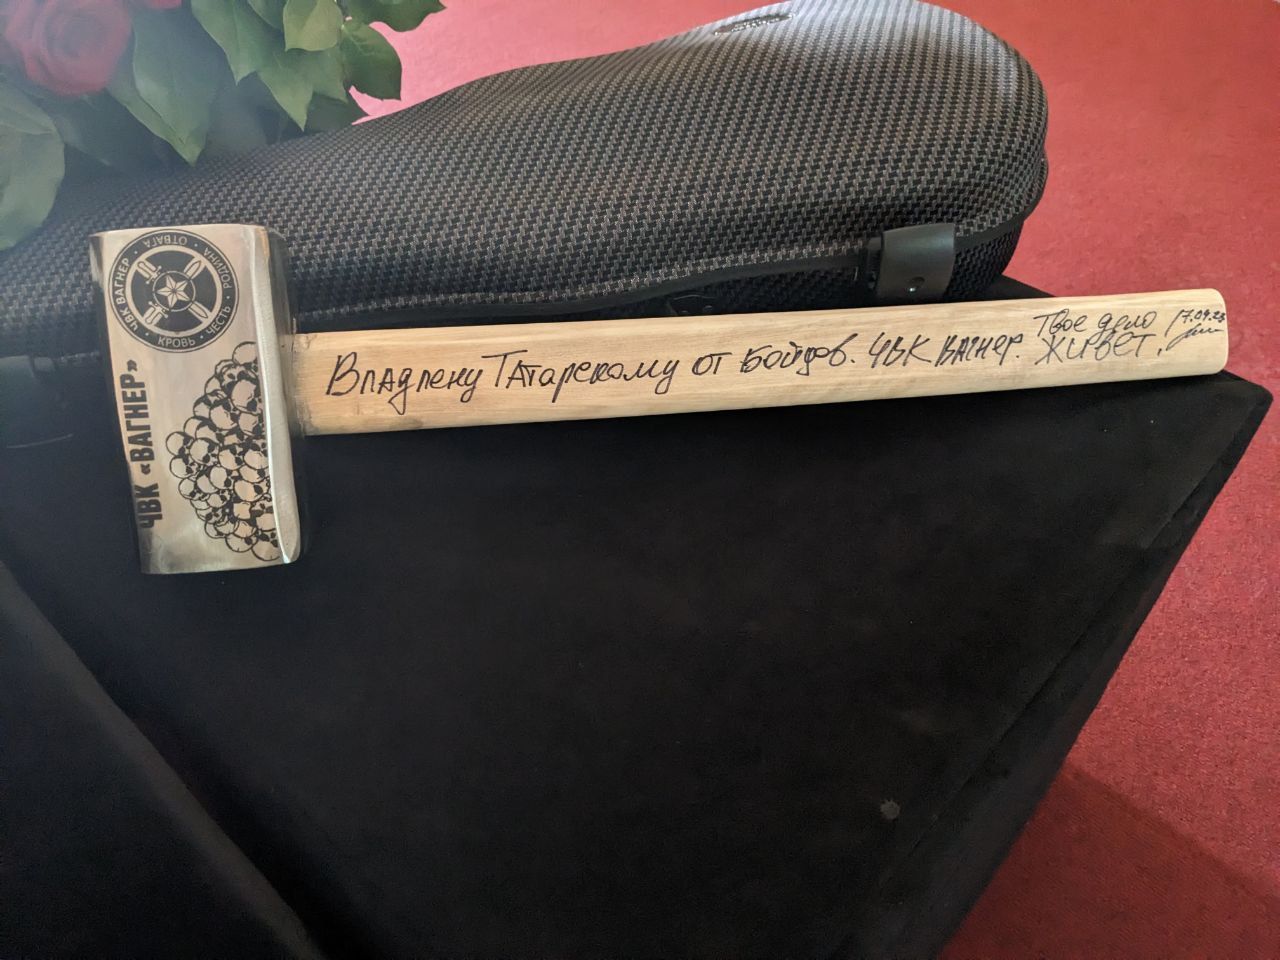 ЧВК ВАГНЕР • ОТВАГА • РОДИНА • ЧЕСТЬ • КРОВЬ •
ЧВК «ВАГНЕР»
Владлену Татарскому от бойцов. ЧВК ВАГНЕР.
Твое дело
ЖИВЕТ.
17.04.23